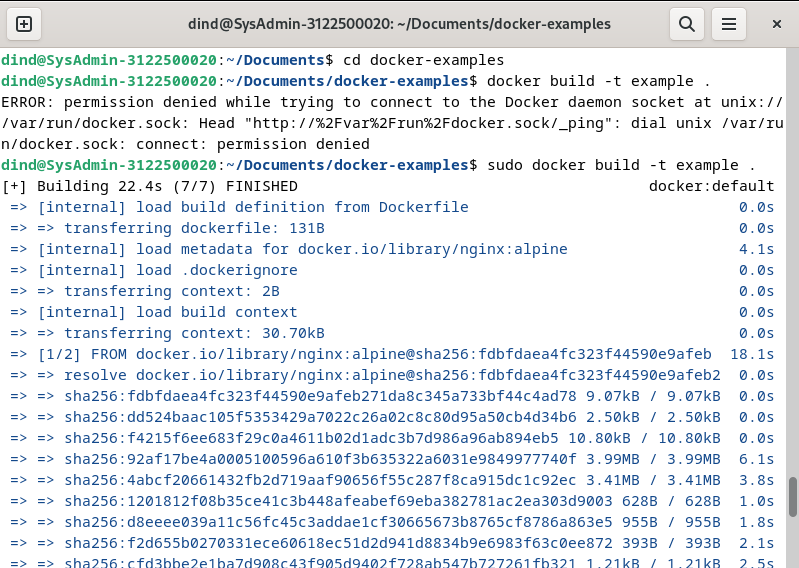 dind@SysAdmin-3122500020: ~/Documents/docker-examples
dind@SysAdmin-3122500020:~/Documents$ cd docker-examples
dind@SysAdmin-3122500020:~/Documents/docker-examples$ docker build -t example .
ERROR: permission denied while trying to connect to the Docker daemon socket at unix://
/var/run/docker.sock: Head "http://%2Fvar%2Frun%2Fdocker.sock/_ping": dial unix /var/ru
n/docker.sock: connect: permission denied
dind@SysAdmin-3122500020:~/Documents/docker-examples$ sudo docker build -t example .
[+] Building 22.4s (7/7) FINISHED docker:default
=> [internal] load build definition from Dockerfile 0.0s
=> => transferring dockerfile: 131B 0.0s
=> [internal] load metadata for docker.io/library/nginx:alpine 4.1s
=> [internal] load .dockerignore 0.0s
=> => transferring context: 2B 0.0s
=> [internal] load build context 0.0s
=> => transferring context: 30.70kB 0.0s
=> [1/2] FROM docker.io/library/nginx:alpine@sha256:fdbfdaea4fc323f44590e9afeb 18.1s
=> => resolve docker.io/library/nginx:alpine@sha256:fdbfdaea4fc323f44590e9afeb2 0.0s
=> => sha256:fdbfdaea4fc323f44590e9afeb271da8c345a733bf44c4ad78 9.07kB / 9.07kB 0.0s
=> => sha256:dd524baac105f5353429a7022c26a02c8c80d95a50cb4d34b6 2.50kB / 2.50kB 0.0s
=> => sha256:f4215f6ee683f29c0a4611b02d1adc3b7d986a96ab894eb5 10.80kB / 10.80kB 0.0s
=> => sha256:92af17be4a0005100596a610f3b635322a6031e9849977740f 3.99MB / 3.99MB 6.1s
=> => sha256:4abcf20661432fb2d719aaf90656f55c287f8ca915dc1c92ec 3.41MB / 3.41MB 3.8s
=> => sha256:1201812f08b35ce41c3b448afeabef69eba382781ac2ea303d9003 628B / 628B 1.0s
=> => sha256:d8eeee039a11c56fc45c3addae1cf30665673b8765cf8786a863e5 955B / 955B 1.8s
=> => sha256:f2d655b0270331ece60618ec51d2d941d8834b9e6983f63c0ee872 393B / 393B 2.1s
=> => sha256:cfd3bbe2e1ba7d908c43f905d9402f728ab547b727261fb321 1.21kB / 1.21kB 2.5s